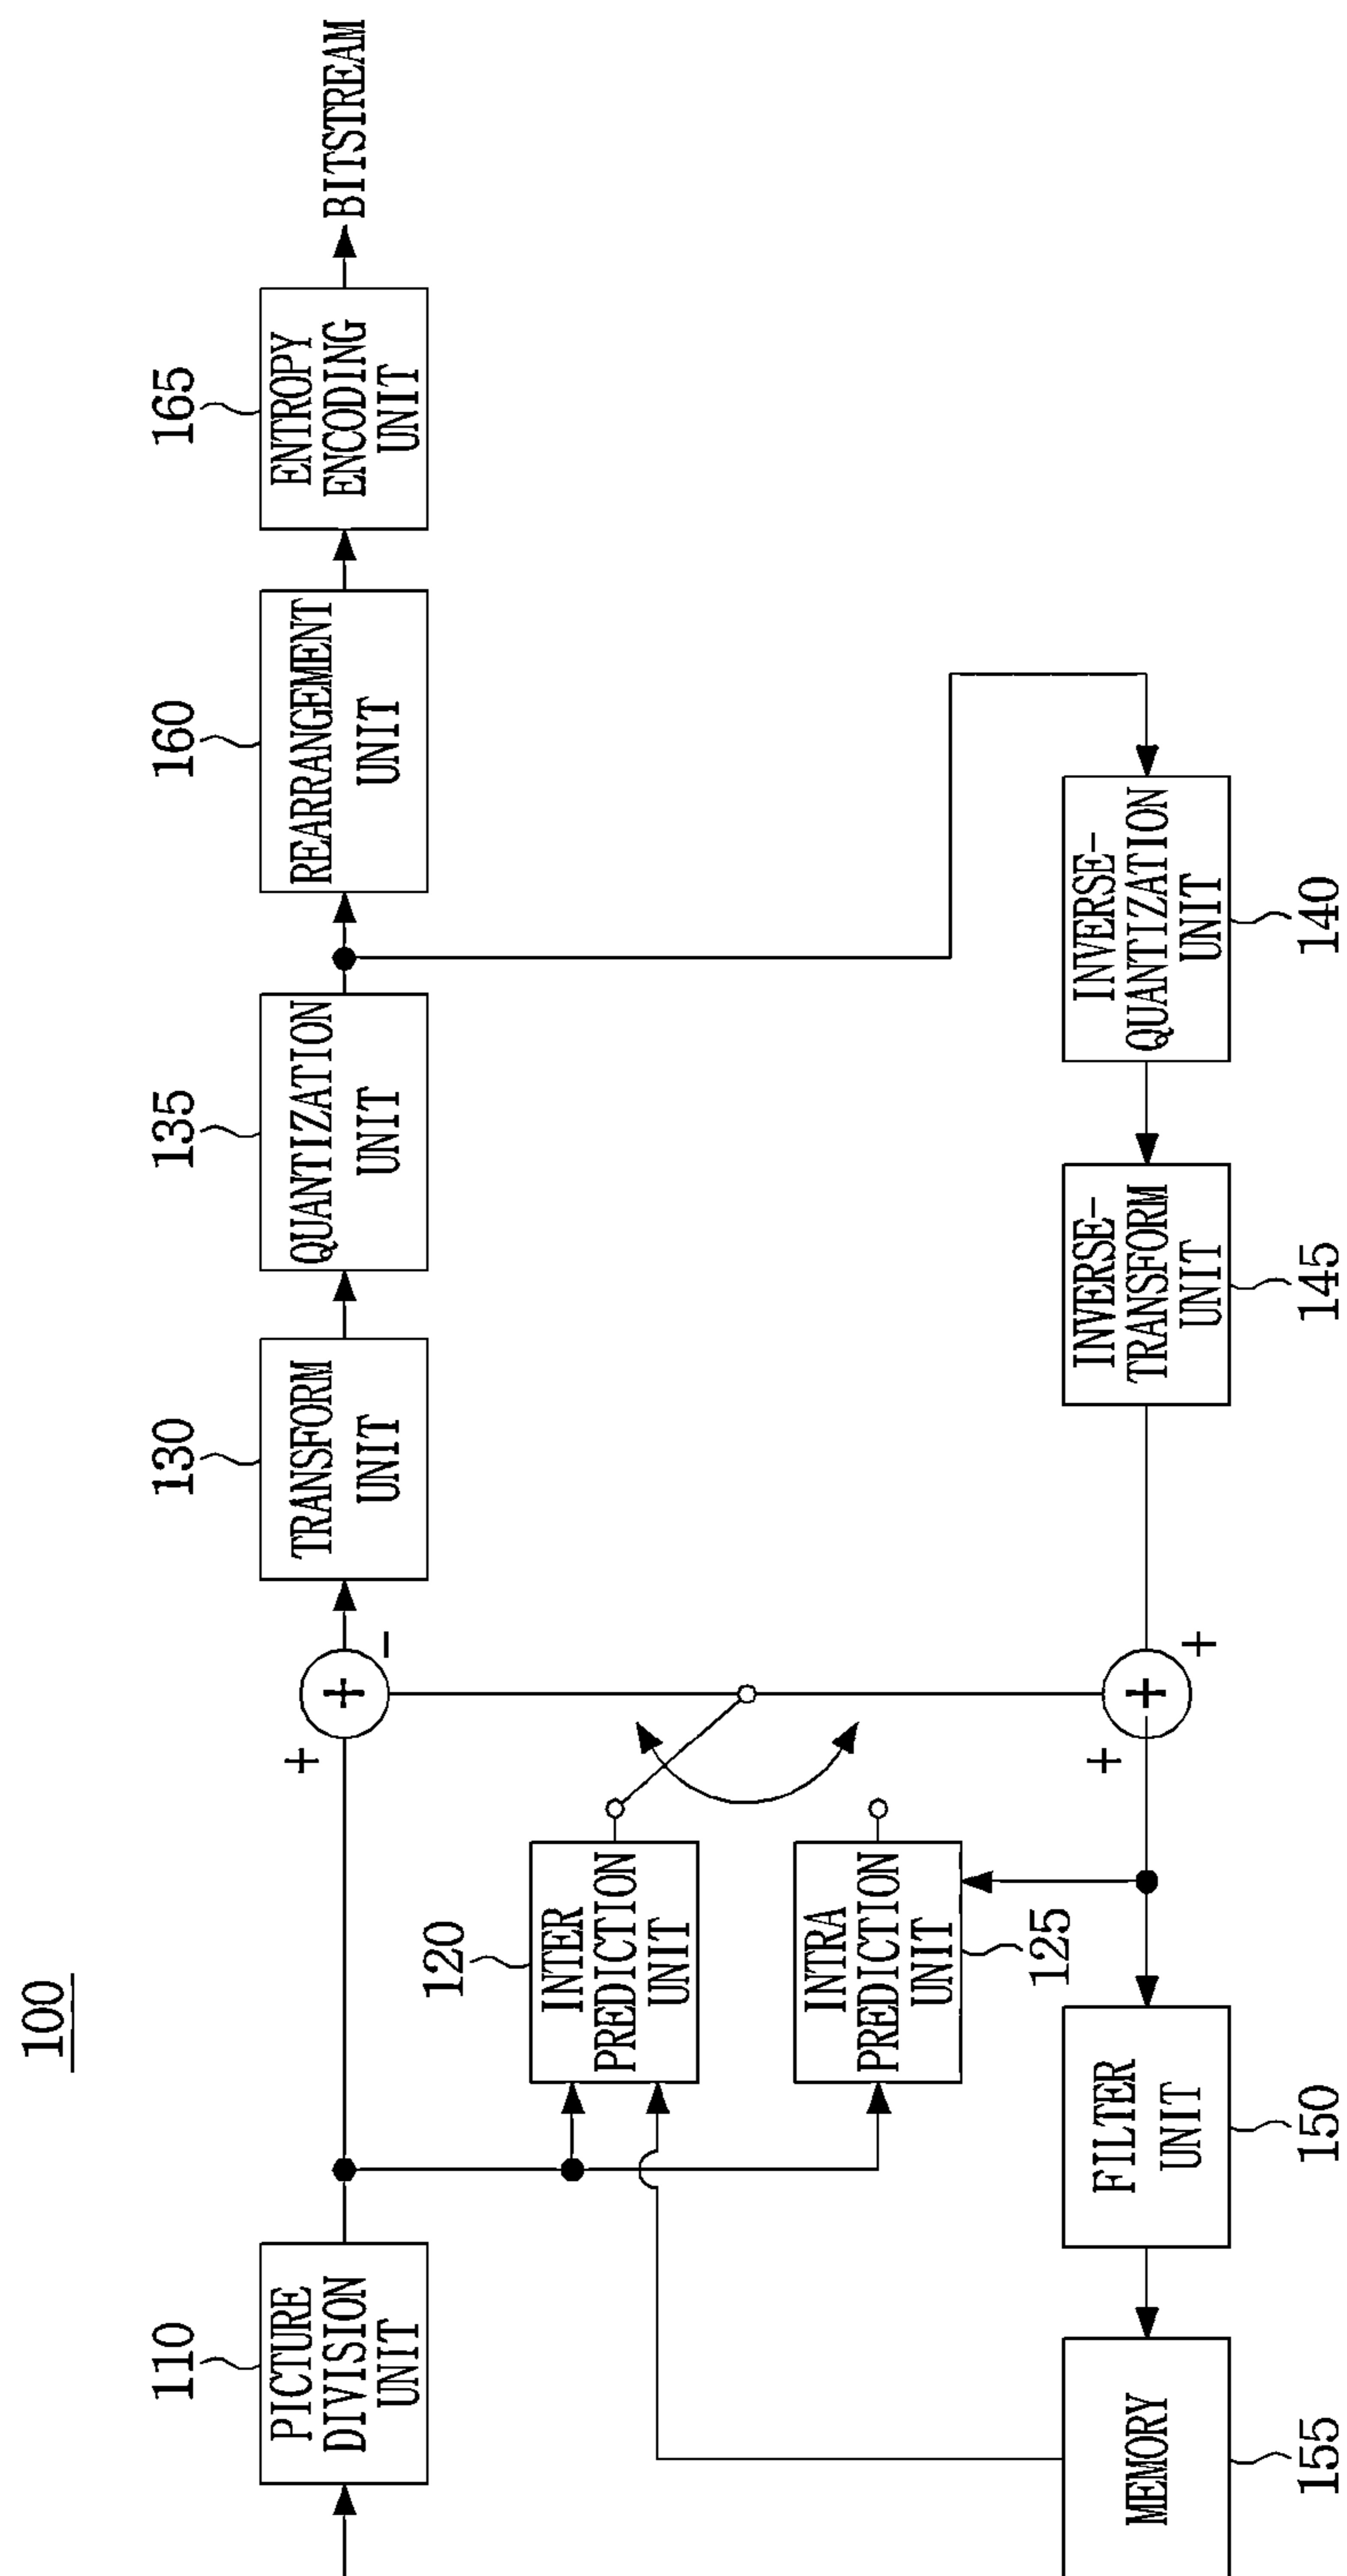 100
110
PICTURE
DIVISION
UNIT
130
TRANSFORM
UNIT
135
QUANTIZATION
UNIT
160
REARRANGEMENT
UNIT
165
ENTROPY
ENCODING
UNIT
BITSTREAM
+
+
-
120
INTER
PREDICTION
UNIT
INTRA
PREDICTION
UNIT
125
+
+
+
MEMORY
155
FILTER
UNIT
150
INVERSE-
TRANSFORM
UNIT
145
INVERSE-
QUANTIZATION
UNIT
140